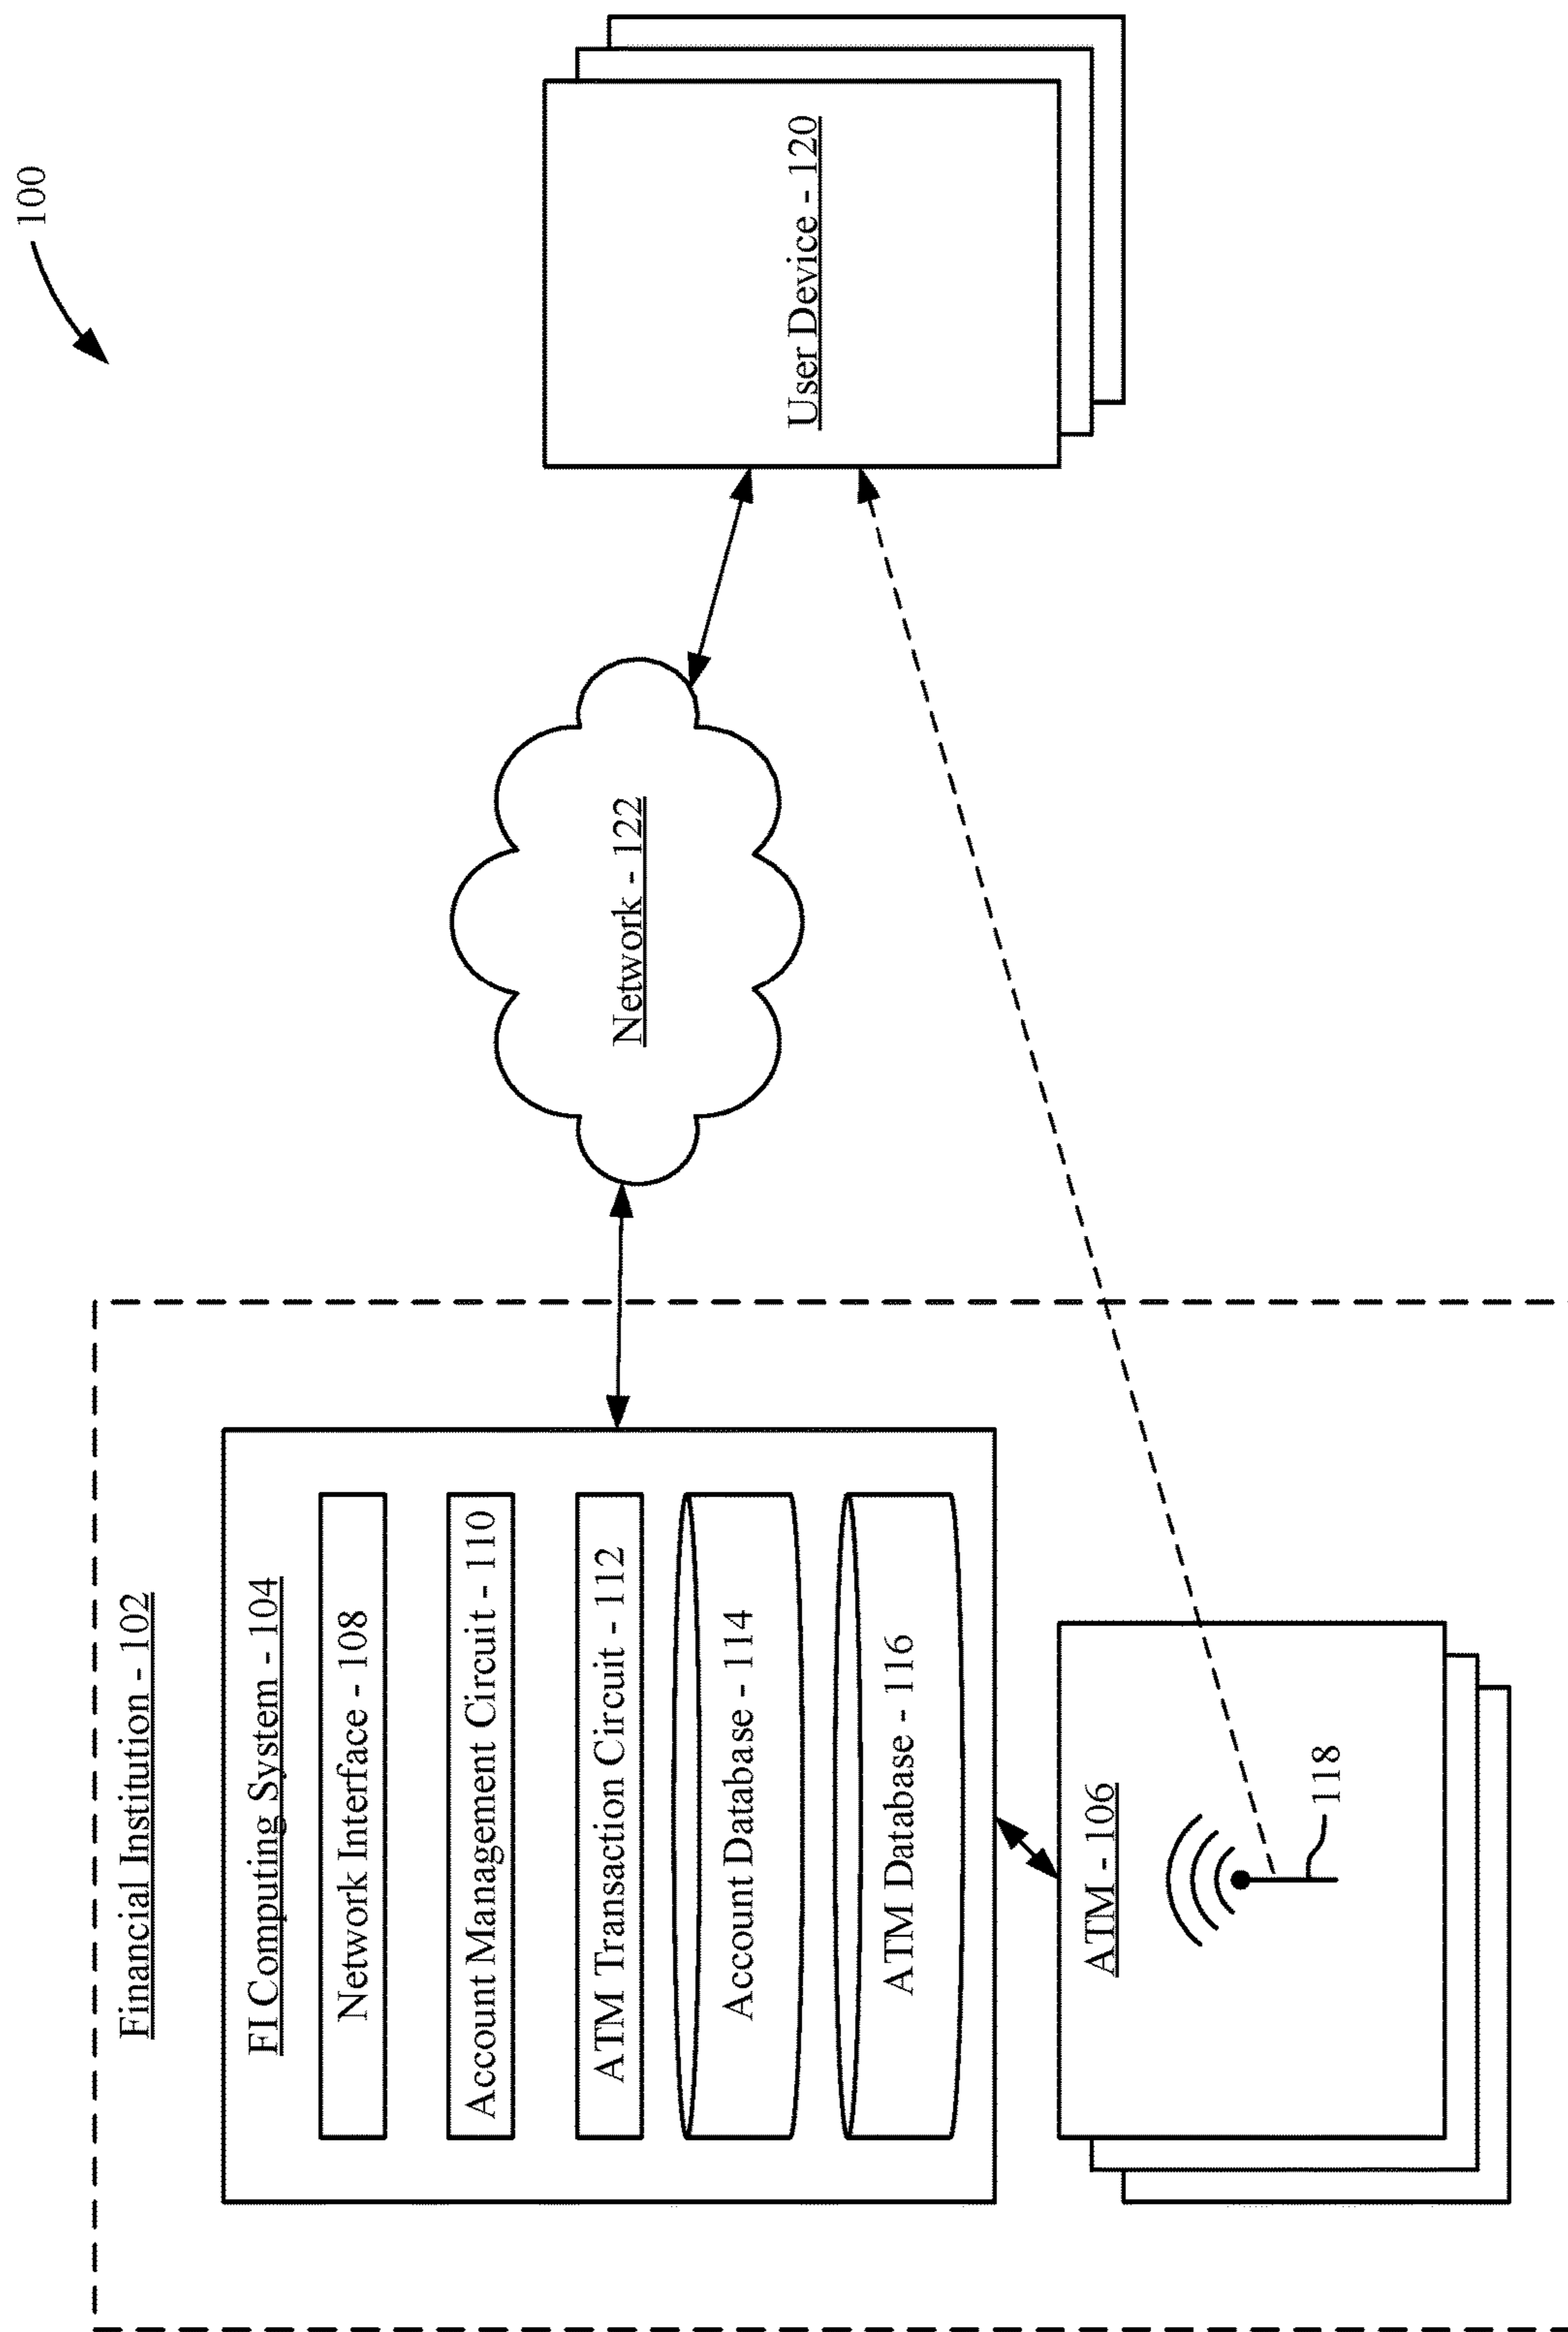 100
Financial Institution - 102
FI Computing System - 104
Network Interface - 108
Account Management Circuit - 110
ATM Transaction Circuit - 112
Account Database - 114
ATM Database - 116
ATM - 106
118
Network - 122
User Device - 120